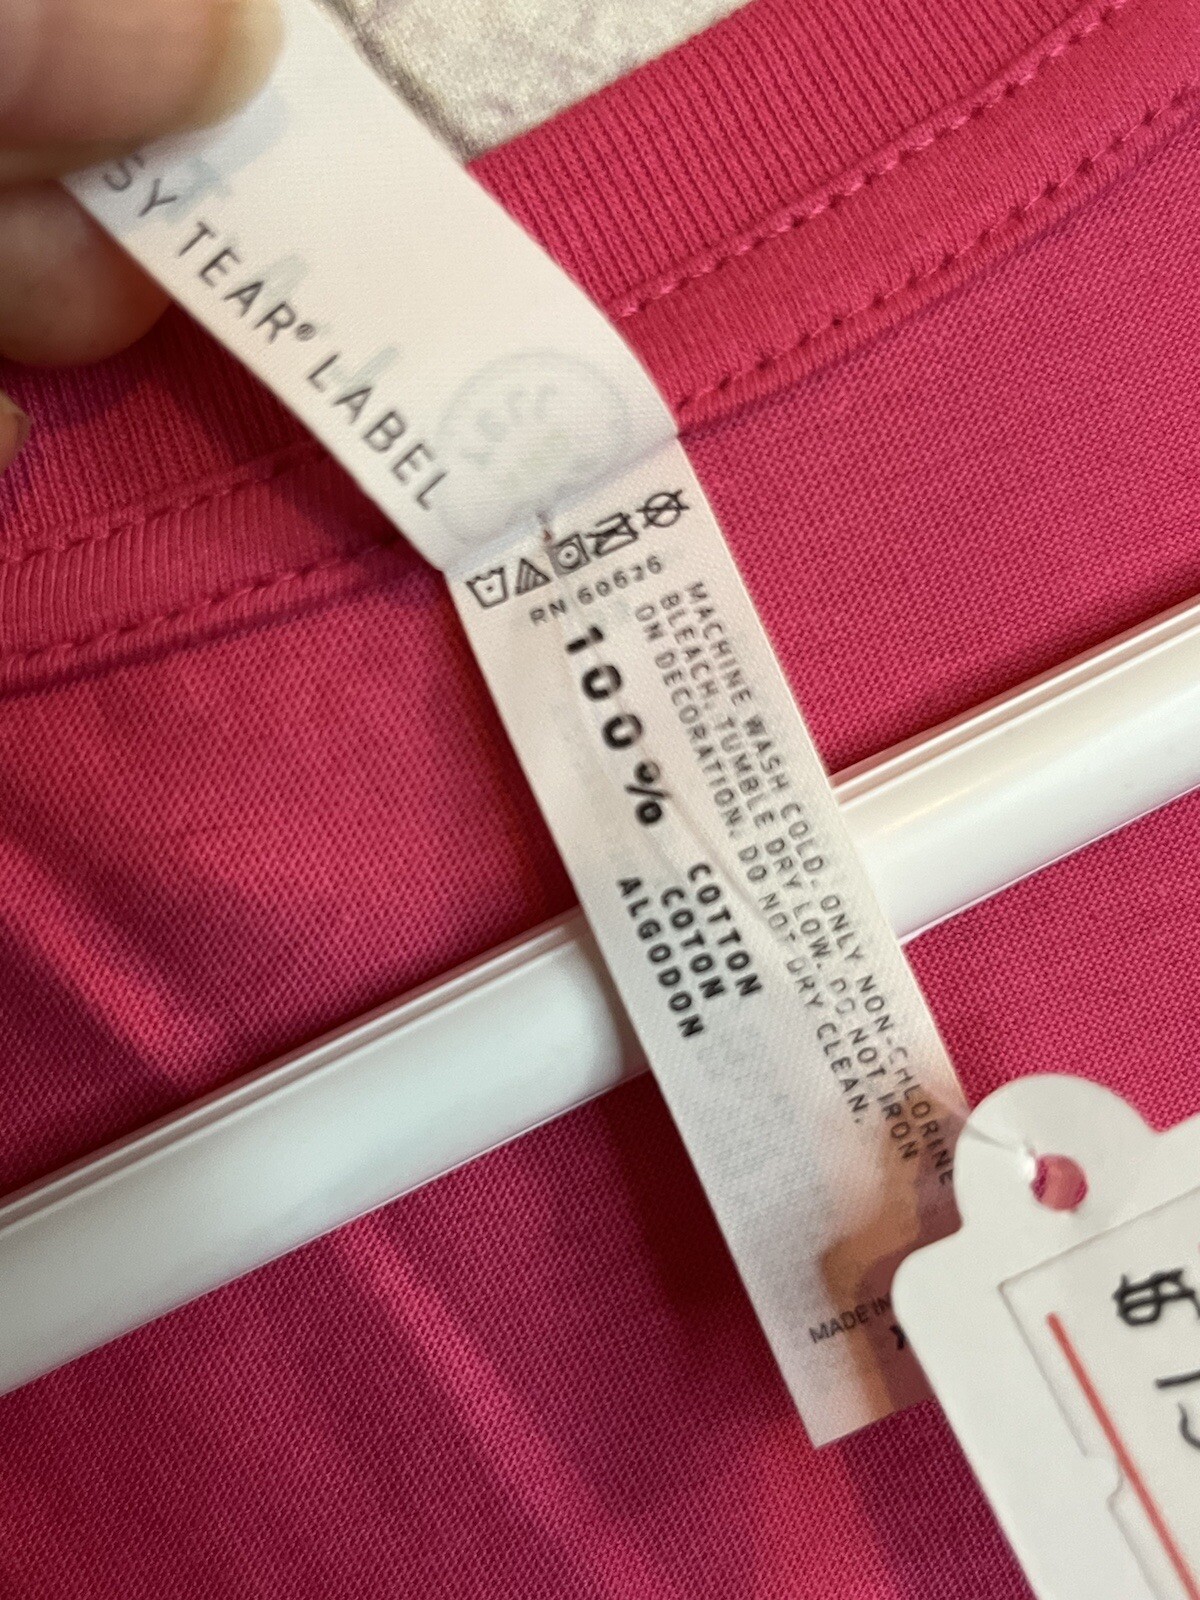 SY TEAR® LABEL
RN 60626
MACHINE WASH COLD. ONLY NON-CHLORINE
BLEACH. TUMBLE DRY LOW. DO NOT IRON
ON DECORATION. DO NOT DRY CLEAN.
100%
COTTON
COTON
ALGODON
MADE IN
$